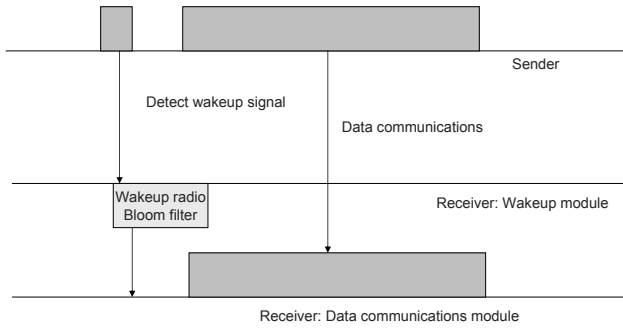 Sender
Detect wakeup signal
Data communications
Wakeup radio
Bloom filter
Receiver: Wakeup module
Receiver: Data communications module